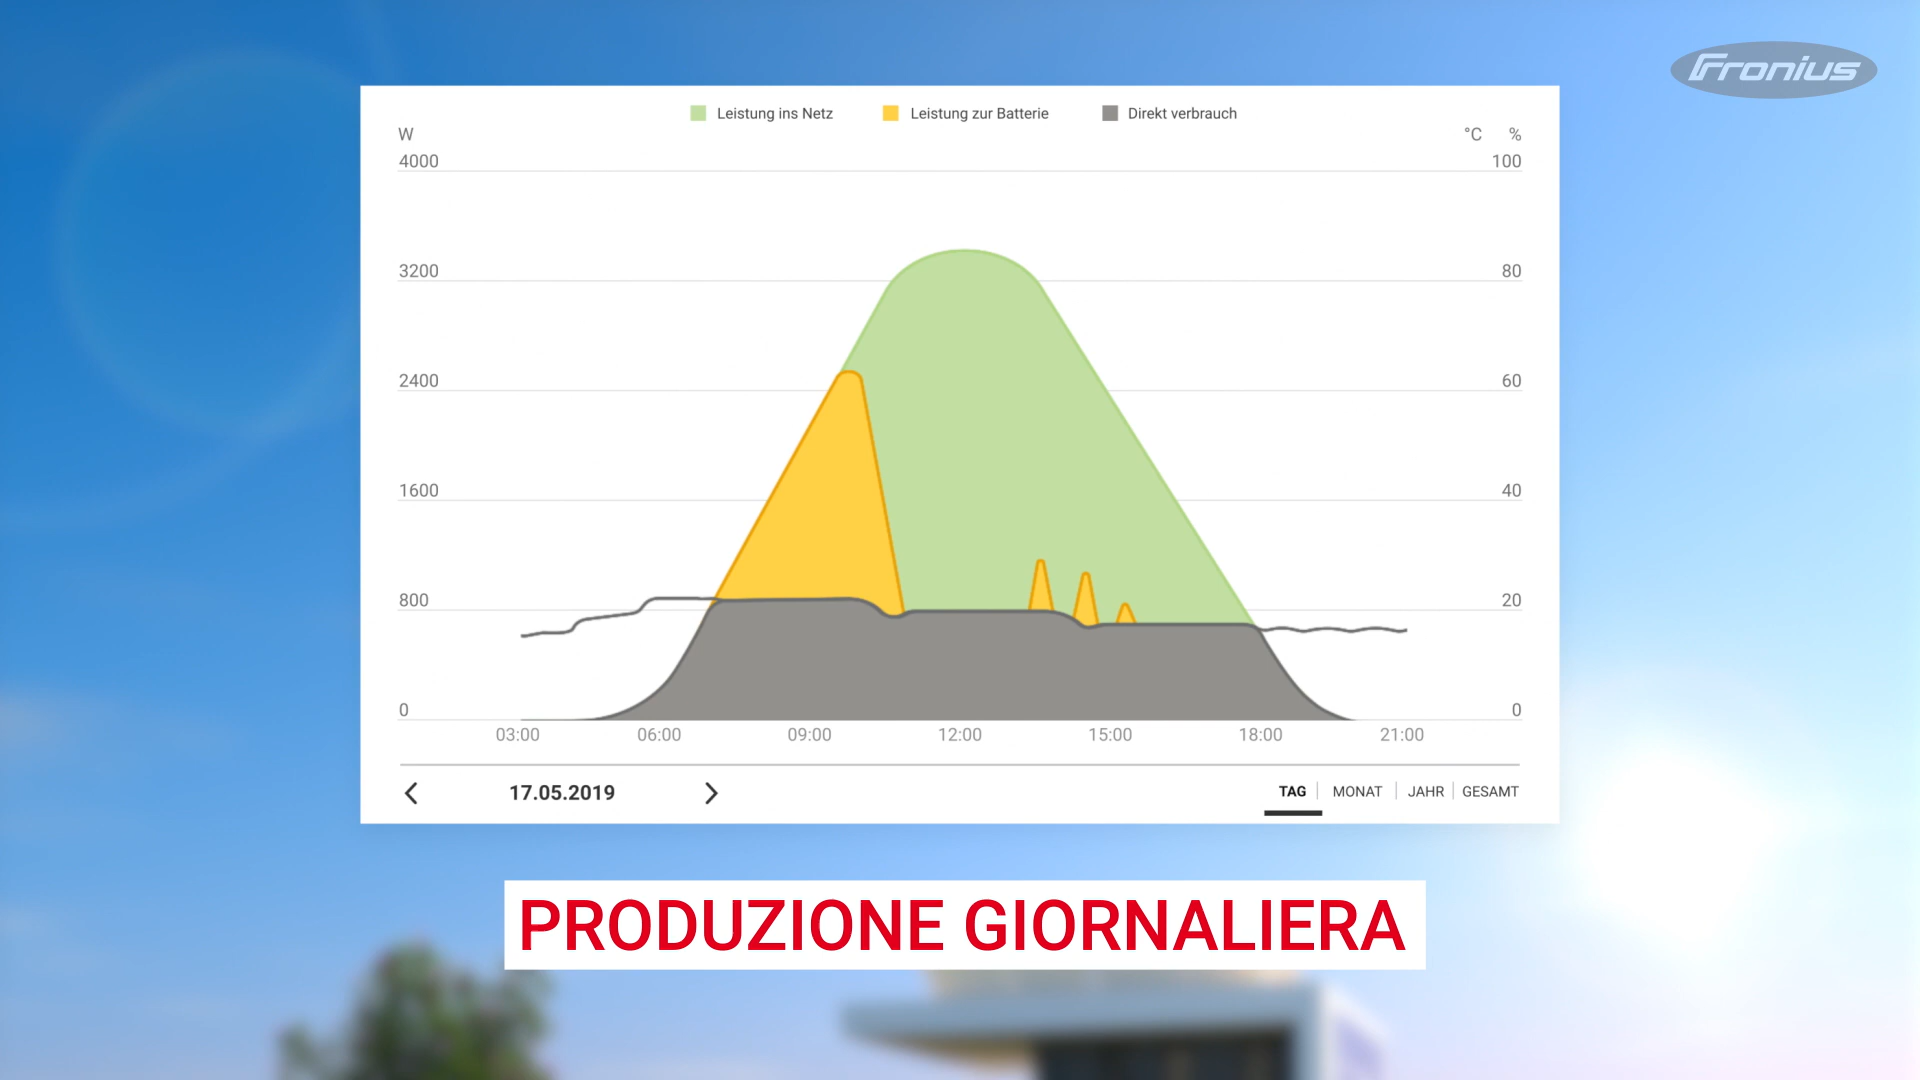 Fronius
Leistung ins Netz Leistung zur Batterie Direkt verbrauch
W °C %
4000 100
3200 80
2400 60
1600 40
800 20
0 0
03:00 06:00 09:00 12:00 15:00 18:00 21:00
17.05.2019 TAG MONAT JAHR GESAMT
PRODUZIONE GIORNALIERA